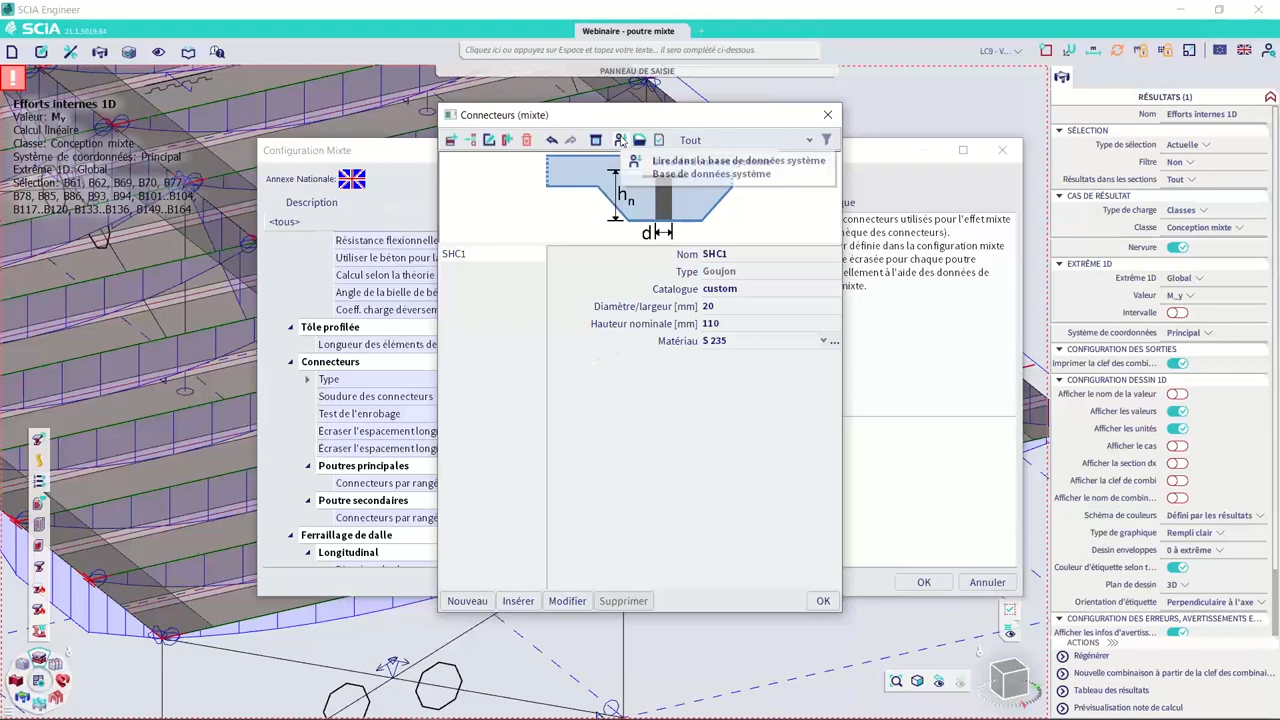 SCIA Engineer
SCIA 21.1.5019.64
Webinaire - poutre mixte
Cliquez ici ou appuyez sur Espace et tapez votre texte... il sero complété ci-dessous.
LC9 - V...
PANNEAU DE SAISIE
Efforts internes 1D
Valeur: My
Calcul linéaire
Classe: Conception mixte
Système de coordonnées: Principal
Extrême 1D: Global
Sélection: B61, B62, B69, B71, B76,
B78, B85, B86, B93, B94, B101..B104,
B117..B120, B133..B136, B149..B164
Configuration Mixte
Annexe Nationale:
Description
<tous>
Résistance flexionnelle
Utiliser le béton pour la
Calcul selon la théorie
Angle de la bielle de bé
Coeff. charge déversem
Tôle profilée
Longueur des éléments de
Connecteurs
Type
Soudure des connecteurs
Test de l'enrobage
Écraser l'espacement long
Écraser l'espacement long
Poutres principales
Connecteurs par rangé
Poutre secondaires
Connecteurs par rangé
Ferraillage de dalle
Longitudinal
que
connecteurs utilisés pour l'effet mixte
hèque des connecteurs).
r définie dans la configuration mixte
e écrasée pour chaque poutre
ellement à l'aide des données de
mixte.
OK
Annuler
Connecteurs (mixte)
Tout
Lire dans la base de données système
Base de données système
hn
d
SHC1
Nom SHC1
Type Goujon
Catalogue custom
Diamètre/largeur [mm] 20
Hauteur nominale [mm] 110
Matériau S 235
...
Nouveau
Insérer
Modifier
Supprimer
OK
RÉSULTATS (1)
Nom Efforts internes 1D
SÉLECTION
Type de sélection Actuelle
Filtre Non
Résultats dans les sections Tout
CAS DE RÉSULTAT
Type de charge Classes
Classe Conception mixte
Nervure
EXTRÊME 1D
Extrême 1D Global
Valeur M_y
Intervalle
Système de coordonnées Principal
CONFIGURATION DES SORTIES
Imprimer la clef des combi...
CONFIGURATION DESSIN 1D
Afficher le nom de la valeur
Afficher les valeurs
Afficher les unités
Afficher le cas
Afficher la section dx
Afficher la clef de combi
Afficher le nom de combin...
Schéma de couleurs Défini par les résultats
Type de graphique Rempli clair
Dessin enveloppes 0 à extrême
Couleur d'étiquette selon t...
Plan de dessin 3D
Orientation d'étiquette Perpendiculaire à l'axe
CONFIGURATION DES ERREURS, AVERTISSEMENTS E...
Afficher les infos d'avertiss...
ACTIONS
Régénérer
Nouvelle combinaison à partir de la clef des combinai...
Tableau des résultats
Prévisualisation note de calcul